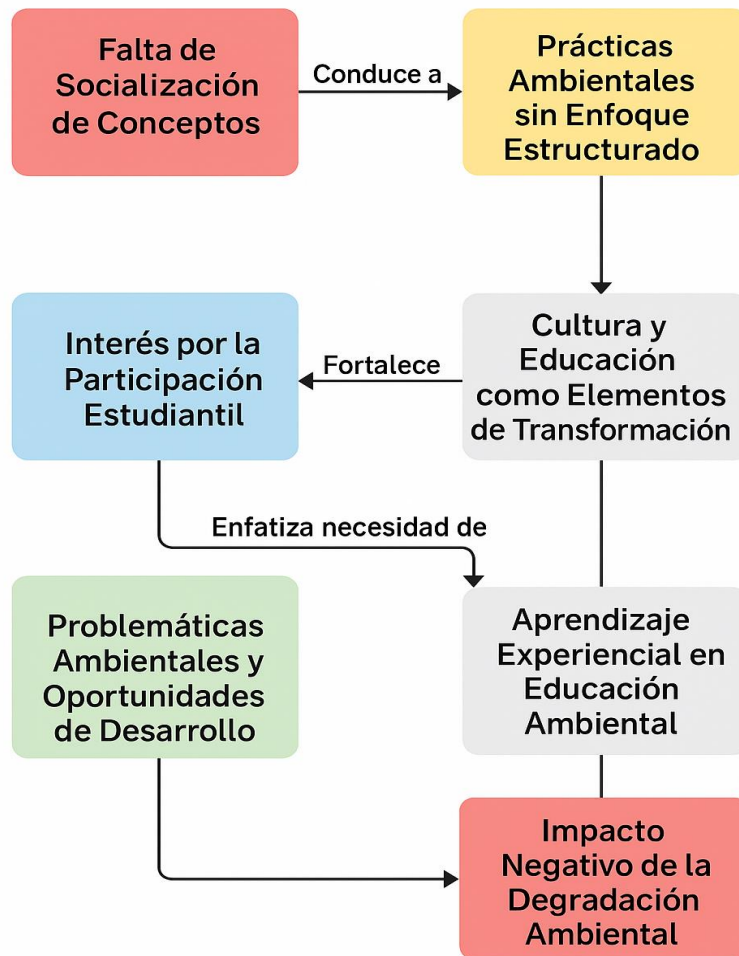 Falta de
Socialización
de Conceptos
Conduce a
Prácticas
Ambientales
sin Enfoque
Estructurado
Interés por la
Participación
Estudiantil
Fortalece
Cultura y
Educación
como Elementos
de Transformación
Enfatiza necesidad de
Problemáticas
Ambientales y
Oportunidades
de Desarrollo
Aprendizaje
Experiencial en
Educación
Ambiental
Impacto
Negativo de la
Degradación
Ambiental